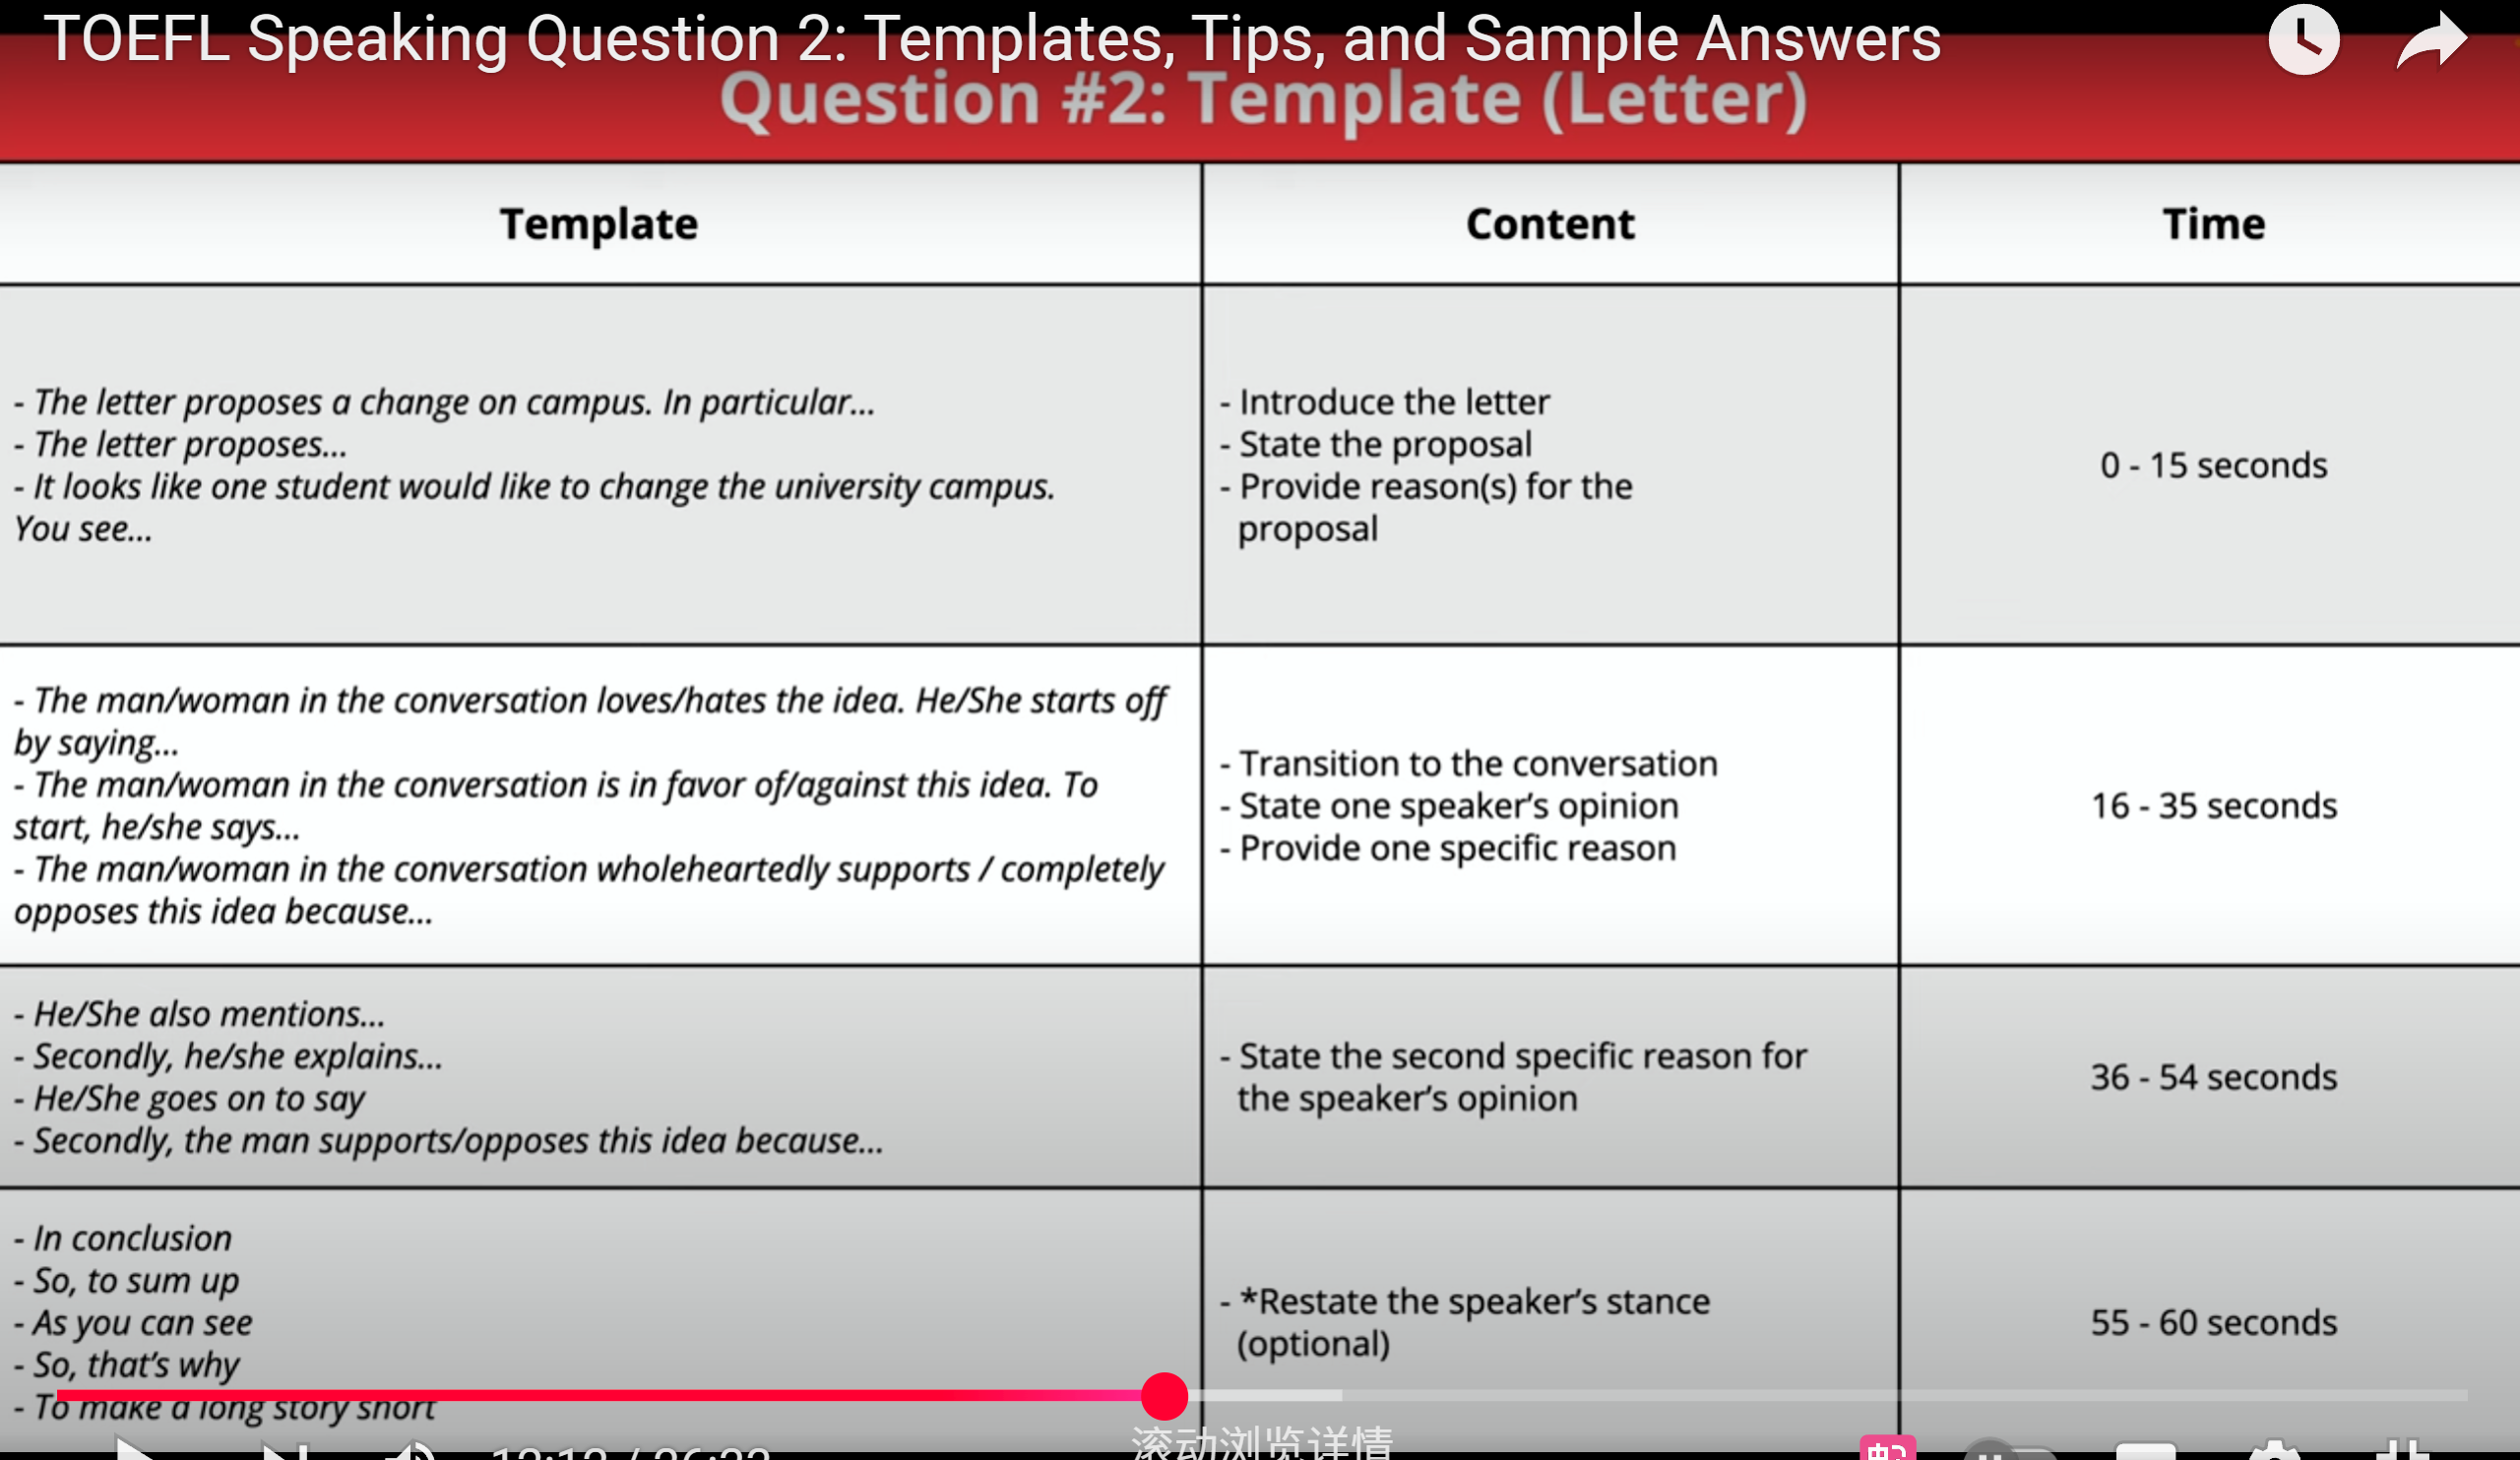 TOEFL Speaking Question 2: Templates, Tips, and Sample Answers
Question #2: Template (Letter)
Template
Content
Time
- The letter proposes a change on campus. In particular...
- The letter proposes...
- It looks like one student would like to change the university campus.
You see...
- Introduce the letter
- State the proposal
- Provide reason(s) for the
proposal
0 - 15 seconds
- The man/woman in the conversation loves/hates the idea. He/She starts off
by saying...
- The man/woman in the conversation is in favor of/against this idea. To
start, he/she says...
- The man/woman in the conversation wholeheartedly supports / completely
opposes this idea because...
- Transition to the conversation
- State one speaker's opinion
- Provide one specific reason
16 - 35 seconds
- He/She also mentions...
- Secondly, he/she explains...
- He/She goes on to say
- Secondly, the man supports/opposes this idea because...
- State the second specific reason for
the speaker's opinion
36 - 54 seconds
- In conclusion
- So, to sum up
- As you can see
- So, that's why
- To make a long story short
- *Restate the speaker's stance
(optional)
55 - 60 seconds
滚动浏览详情